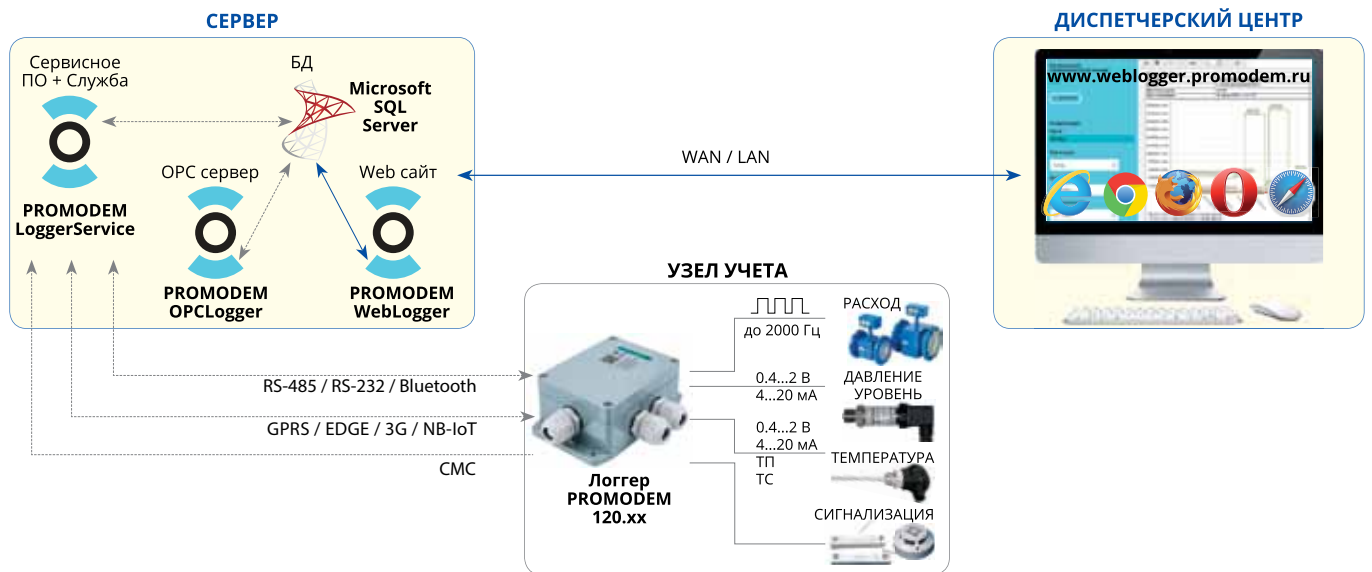 СЕРВЕР
Сервисное
ПО + Служба
PROMODEM
LoggerService
БД
Microsoft
SQL
Server
OPC сервер
PROMODEM
OPCLogger
Web сайт
PROMODEM
WebLogger
WAN / LAN
ДИСПЕТЧЕРСКИЙ ЦЕНТР
www.weblogger.promodem.ru
RS-485 / RS-232 / Bluetooth
GPRS / EDGE / 3G / NB-IoT
СМС
УЗЕЛ УЧЕТА
Логгер
PROMODEM
120.xx
до 2000 Гц
РАСХОД
0.4...2 В
4...20 мА
ДАВЛЕНИЕ
УРОВЕНЬ
0.4...2 В
4...20 мА
ТП
ТС
ТЕМПЕРАТУРА
СИГНАЛИЗАЦИЯ